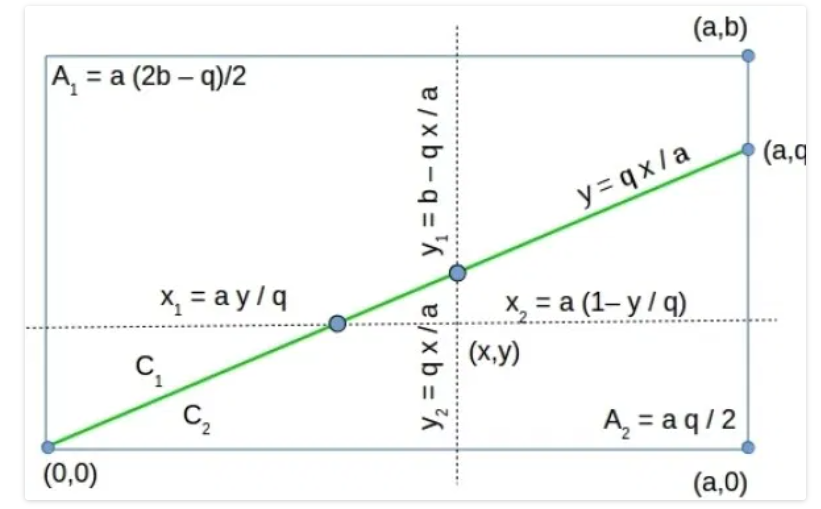 (a,b)
A₁ = a (2b – q)/2
y₁ = b – q x / a
(a,q
y = q x / a
x₁ = a y / q
x₂ = a (1– y / q)
y₂ = q x / a
(x,y)
C₁
C₂
A₂ = a q / 2
(0,0)
(a,0)